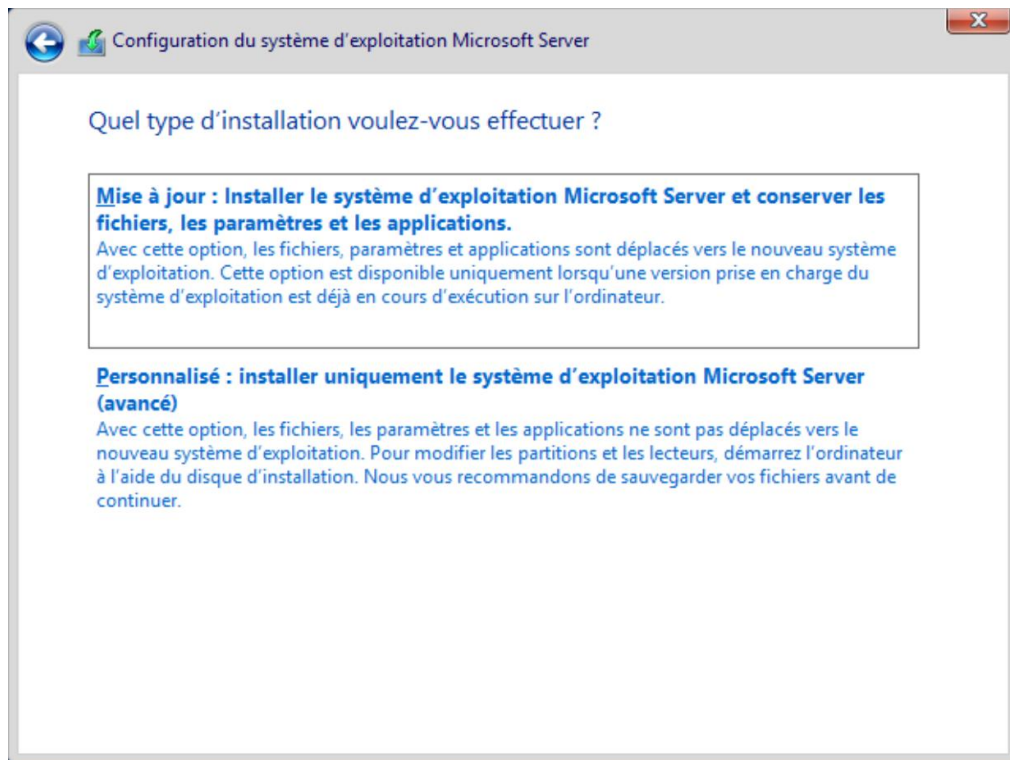 Configuration du système d'exploitation Microsoft Server
Quel type d'installation voulez-vous effectuer ?
Mise à jour : Installer le système d'exploitation Microsoft Server et conserver les
fichiers, les paramètres et les applications.
Avec cette option, les fichiers, paramètres et applications sont déplacés vers le nouveau système
d'exploitation. Cette option est disponible uniquement lorsqu'une version prise en charge du
système d'exploitation est déjà en cours d'exécution sur l'ordinateur.
Personnalisé : installer uniquement le système d'exploitation Microsoft Server
(avancé)
Avec cette option, les fichiers, les paramètres et les applications ne sont pas déplacés vers le
nouveau système d'exploitation. Pour modifier les partitions et les lecteurs, démarrez l'ordinateur
à l'aide du disque d'installation. Nous vous recommandons de sauvegarder vos fichiers avant de
continuer.